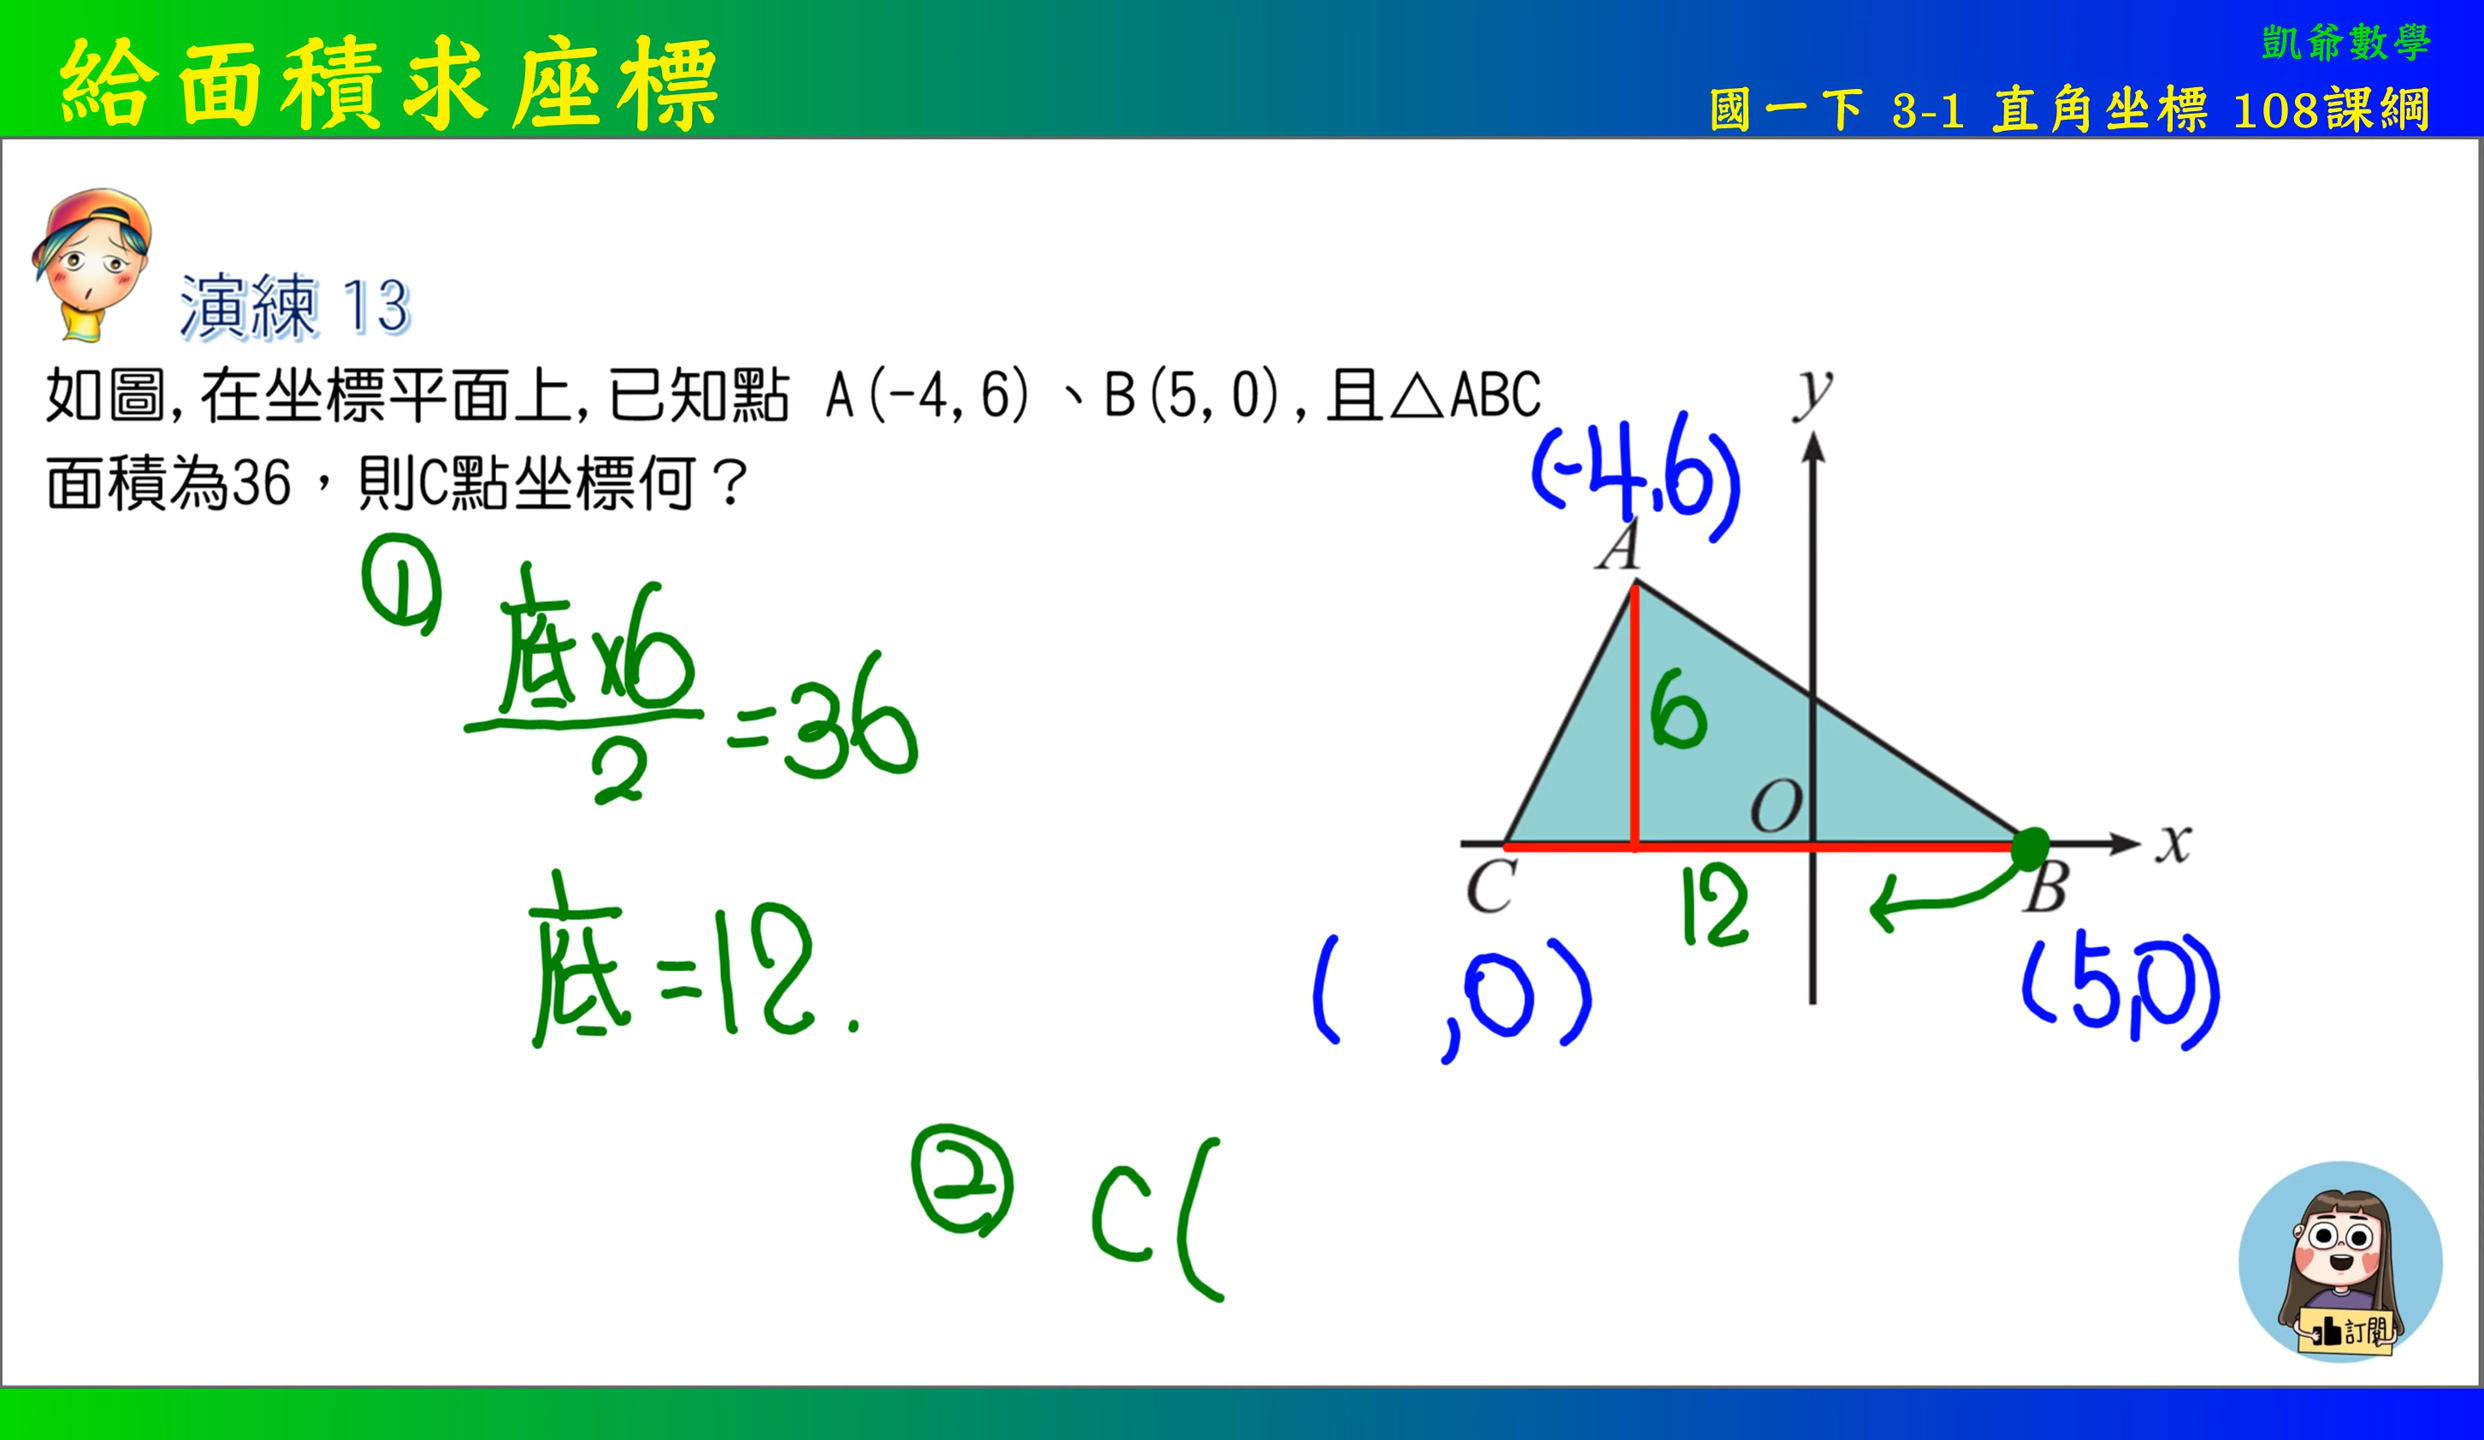 給面積求座標
凱爺數學
國一下 3-1 直角坐標 108課綱
演練 13
如圖,在坐標平面上,已知點 A(-4,6)、B(5,0),且△ABC
面積為36，則C點坐標何？
y
(-4,6)
A
①
底×6
2
=36
6
O
x
C
12
B
底=12.
( ,0)
(5,0)
② C(
訂閱